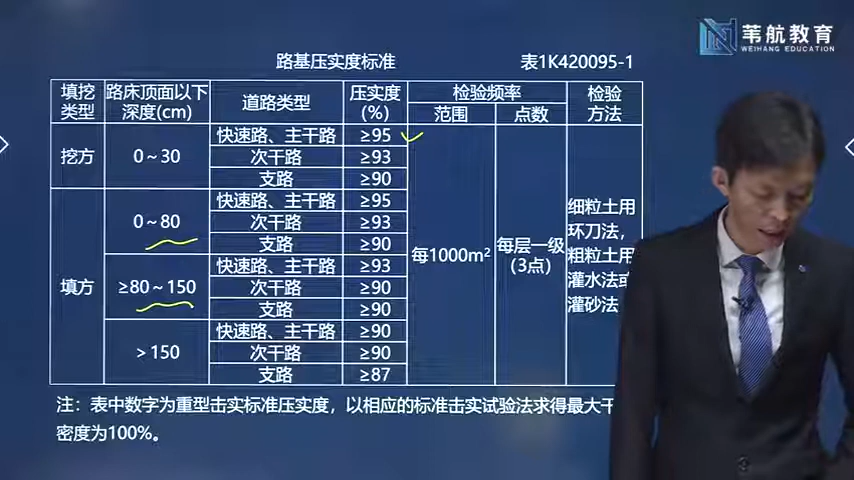 苇航教育
WEIHANG EDUCATION
路基压实度标准 表1K420095-1
填挖类型 路床顶面以下深度(cm) 道路类型 压实度(%) 检验频率 检验方法
范围 点数
挖方 0～30 快速路、主干路 ≥95
次干路 ≥93
支路 ≥90
填方 0～80 快速路、主干路 ≥95
次干路 ≥93
支路 ≥90
≥80～150 快速路、主干路 ≥93
次干路 ≥90
支路 ≥90
＞150 快速路、主干路 ≥90
次干路 ≥90
支路 ≥87
每1000m²
每层一级(3点)
细粒土用
环刀法，
粗粒土用
灌水法或
灌砂法
注：表中数字为重型击实标准压实度，以相应的标准击实试验法求得最大干
密度为100%。